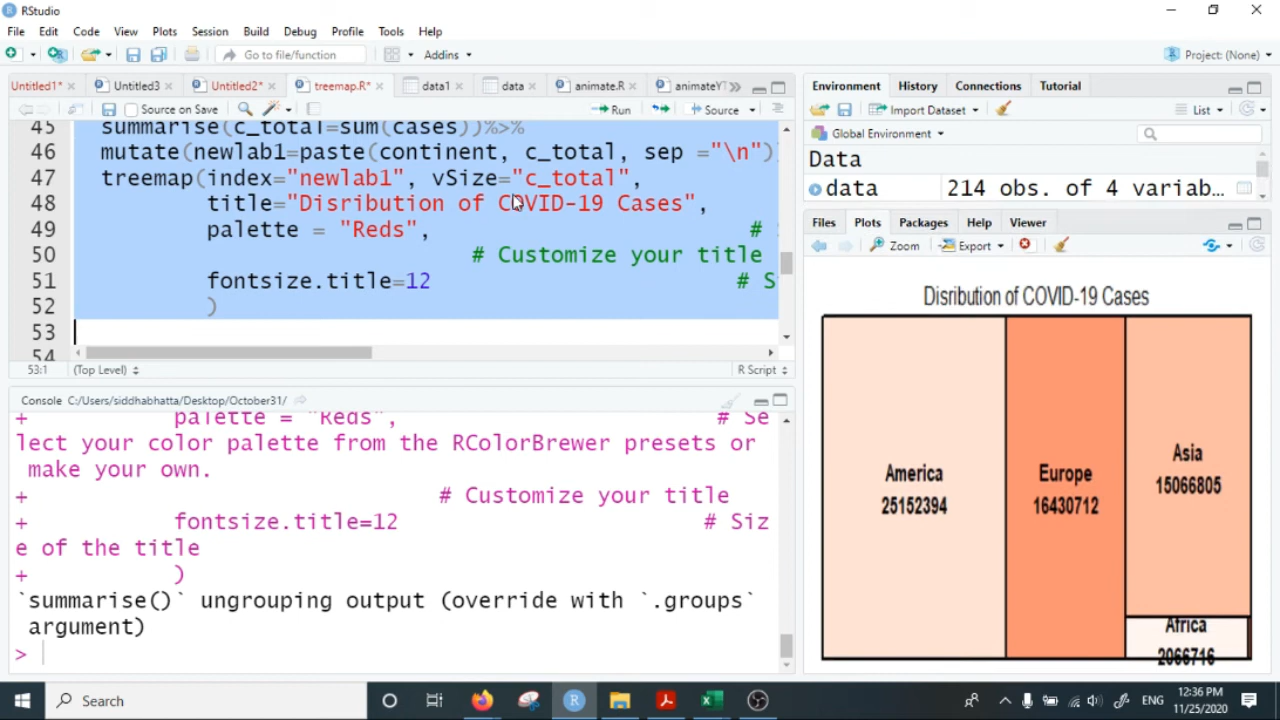 RStudio
File Edit Code View Plots Session Build Debug Profile Tools Help
Go to file/function Addins Project: (None)
Untitled1* Untitled3 Untitled2* treemap.R* data1 data animate.R animateYT
Source on Save Run Source
45 summarise(c_total=sum(cases))%>%
46 mutate(newlab1=paste(continent, c_total, sep ="\n")
47 treemap(index="newlab1", vSize="c_total",
48 title="Disribution of COVID-19 Cases",
49 palette = "Reds", #
50 # Customize your title
51 fontsize.title=12 # S
52 )
53
54
53:1 (Top Level) R Script
Console C:/Users/siddhabhatta/Desktop/October31/
+ palette = "Reds", # Se
lect your color palette from the RColorBrewer presets or
make your own.
+ # Customize your title
+ fontsize.title=12 # Siz
e of the title
+ )
`summarise()` ungrouping output (override with `.groups`
argument)
>
Environment History Connections Tutorial
Import Dataset List
Global Environment
Data
data 214 obs. of 4 variab...
Files Plots Packages Help Viewer
Zoom Export
Disribution of COVID-19 Cases
America
25152394
Europe
16430712
Asia
15066805
Africa
2066716
Search
ENG
12:36 PM
11/25/2020